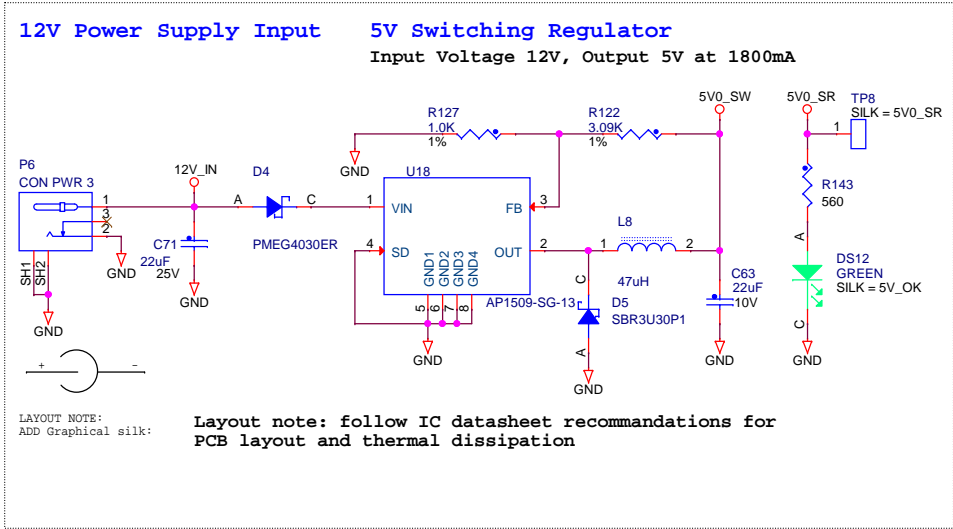 12V Power Supply Input
5V Switching Regulator
Input Voltage 12V, Output 5V at 1800mA
5V0_SW
5V0_SR
TP8
SILK = 5V0_SR
1
R127
1.0K
1%
R122
3.09K
1%
GND
P6
CON PWR 3
1
3
2
SH1
SH2
GND
GND
12V_IN
C71
22uF
25V
GND
D4
A
C
PMEG4030ER
U18
1
VIN
FB
3
4
SD
OUT
2
GND1
GND2
GND3
GND4
5
6
7
8
AP1509-SG-13
GND
L8
1
2
47uH
C
D5
SBR3U30P1
A
GND
C63
22uF
10V
GND
R143
560
A
DS12
GREEN
SILK = 5V_OK
C
GND
+
-
LAYOUT NOTE:
ADD Graphical silk:
Layout note: follow IC datasheet recommandations for
PCB layout and thermal dissipation